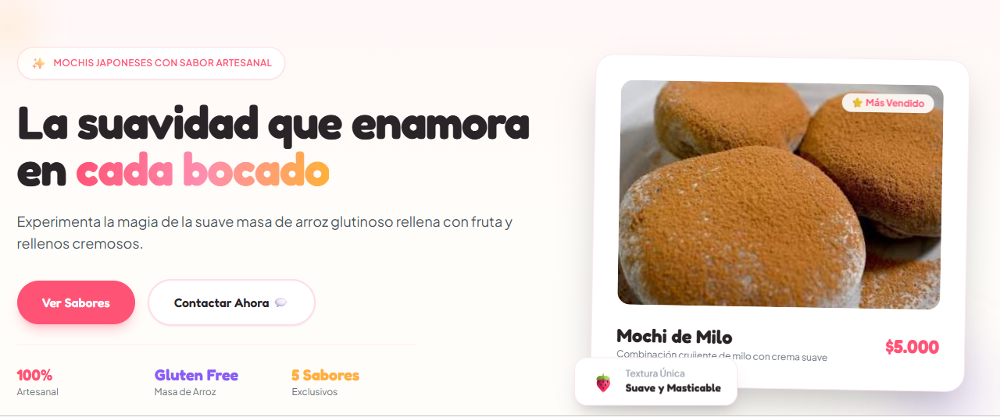 MOCHIS JAPONESES CON SABOR ARTESANAL
La suavidad que enamora
en cada bocado
Experimenta la magia de la suave masa de arroz glutinoso rellena con fruta y
rellenos cremosos.
Ver Sabores
Contactar Ahora
100%
Artesanal
Gluten Free
Masa de Arroz
5 Sabores
Exclusivos
Más Vendido
Mochi de Milo
$5.000
Combinación crujiente de milo con crema suave
Textura Única
Suave y Masticable